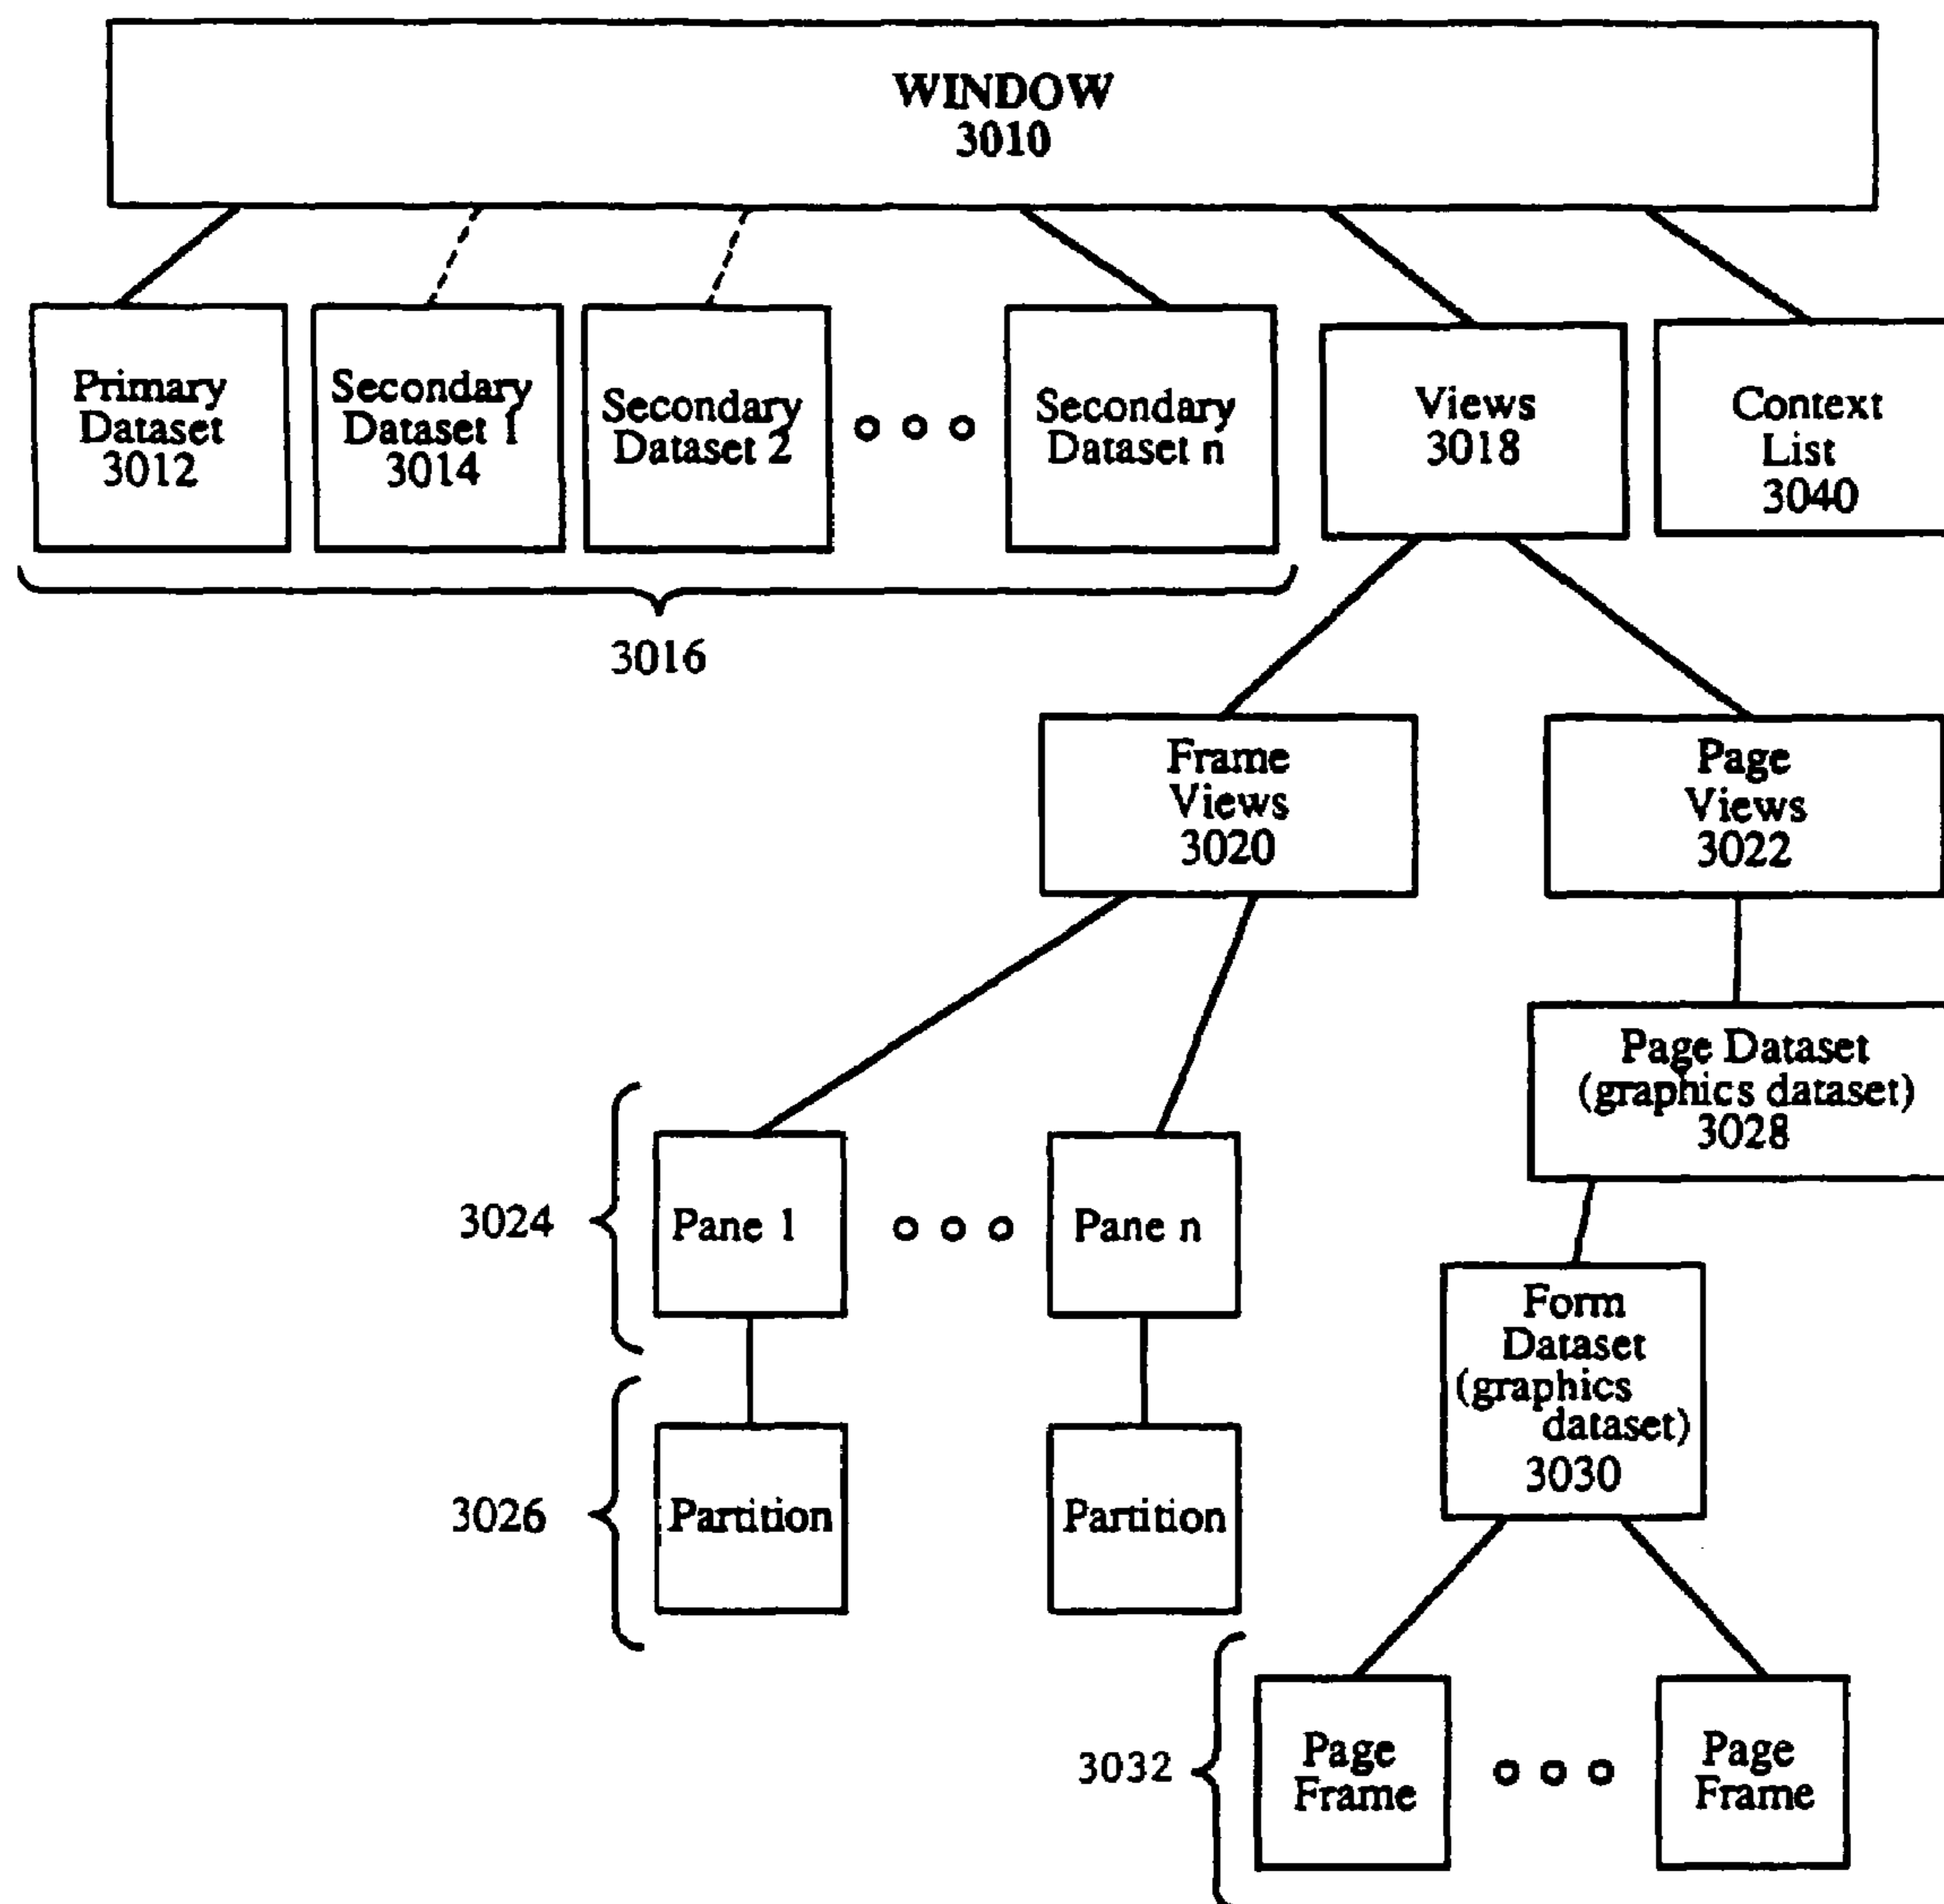 WINDOW
3010
Primary
Dataset
3012
Secondary
Dataset 1
3014
Secondary
Dataset 2
Secondary
Dataset n
Views
3018
Context
List
3040
3016
Frame
Views
3020
Page
Views
3022
Page Dataset
(graphics dataset)
3028
3024
Pane 1
Pane n
Form
Dataset
(graphics
dataset)
3030
3026
Partition
Partition
3032
Page
Frame
Page
Frame